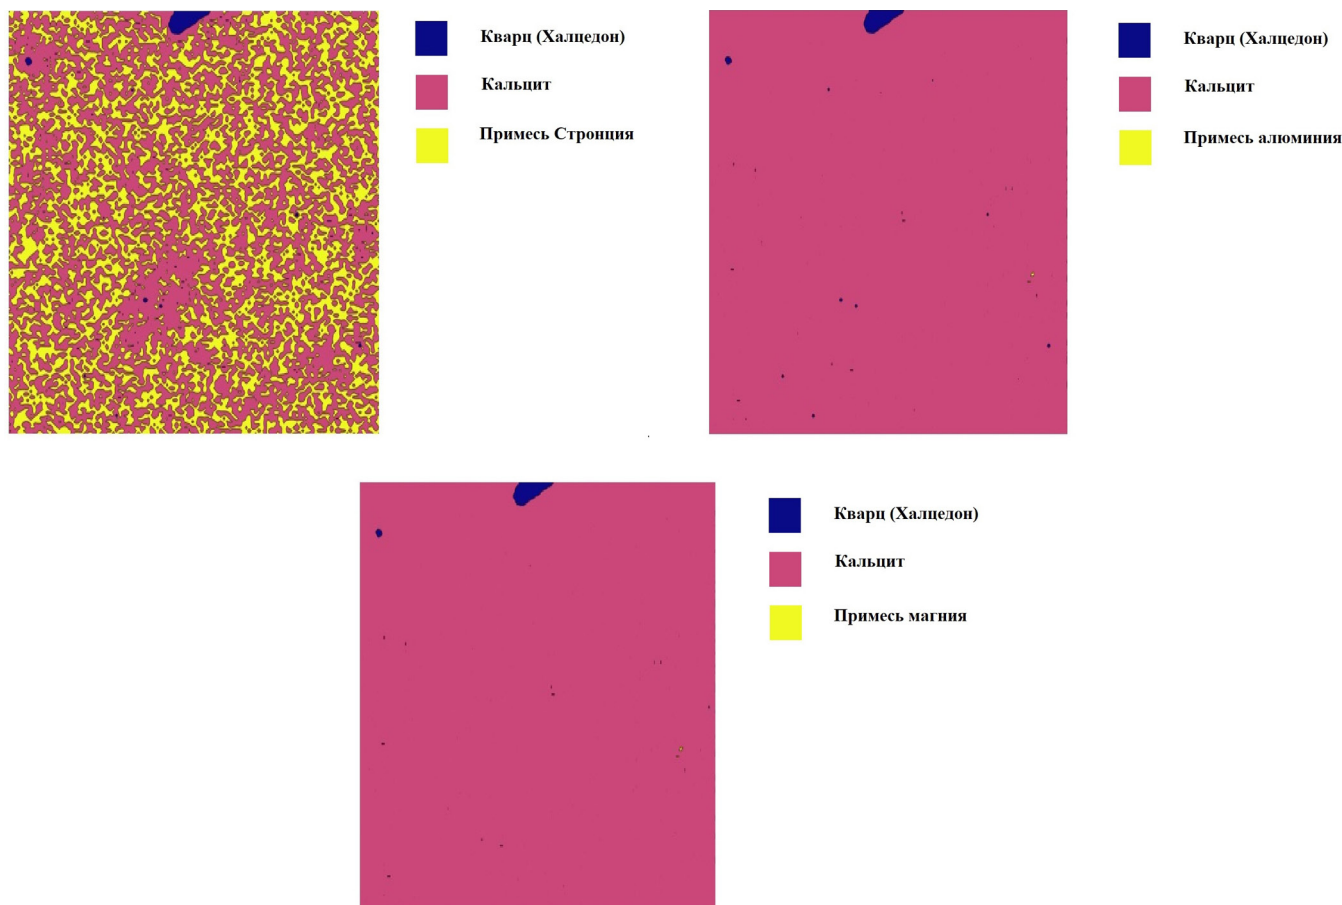 Кварц (Халцедон)
Кальцит
Примесь Стронция
Кварц (Халцедон)
Кальцит
Примесь алюминия
Кварц (Халцедон)
Кальцит
Примесь магния